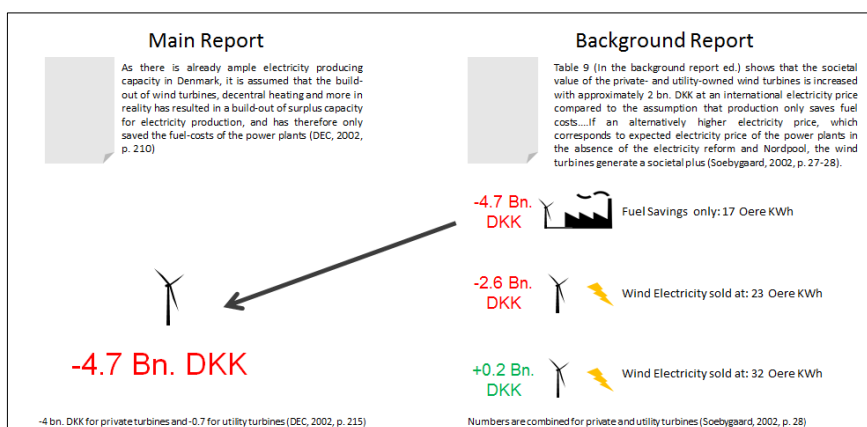 Main Report
As there is already ample electricity producing
capacity in Denmark, it is assumed that the build-
out of wind turbines, decentral heating and more in
reality has resulted in a build-out of surplus capacity
for electricity production, and has therefore only
saved the fuel-costs of the power plants (DEC, 2002,
p. 210)
-4.7 Bn. DKK
-4 bn. DKK for private turbines and -0.7 for utility turbines (DEC, 2002, p. 215)
Background Report
Table 9 (In the background report ed.) shows that the societal
value of the private- and utility-owned wind turbines is increased
with approximately 2 bn. DKK at an international electricity price
compared to the assumption that production only saves fuel
costs....If an alternatively higher electricity price, which
corresponds to expected electricity price of the power plants in
the absence of the electricity reform and Nordpool, the wind
turbines generate a societal plus (Soebygaard, 2002, p. 27-28).
-4.7 Bn.
DKK
Fuel Savings only: 17 Oere KWh
-2.6 Bn.
DKK
Wind Electricity sold at: 23 Oere KWh
+0.2 Bn.
DKK
Wind Electricity sold at: 32 Oere KWh
Numbers are combined for private and utility turbines (Soebygaard, 2002, p. 28)